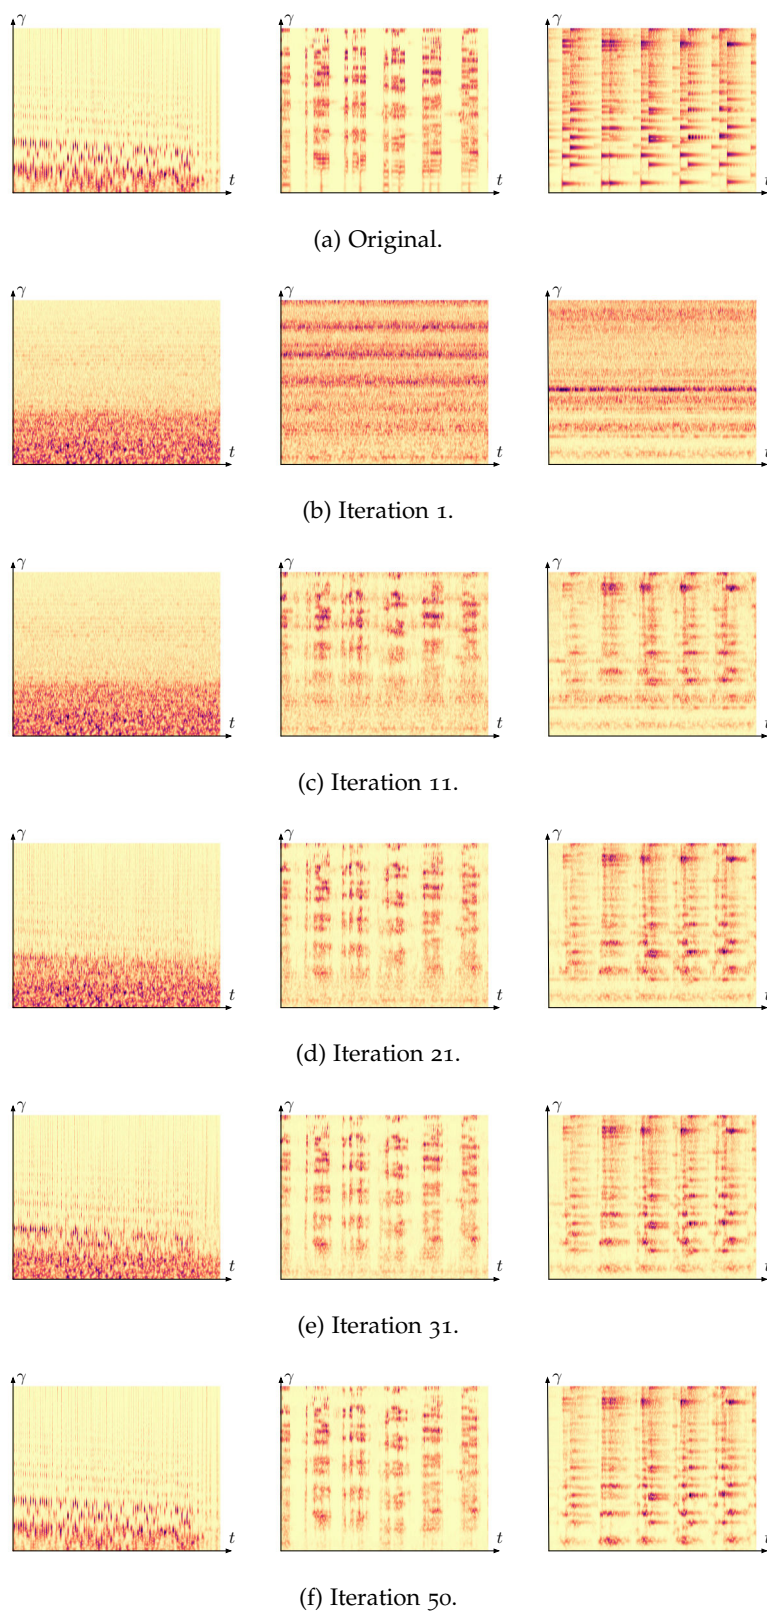 γ γ γ
t t t
(a) Original.
γ γ γ
t t t
(b) Iteration 1.
γ γ γ
t t t
(c) Iteration 11.
γ γ γ
t t t
(d) Iteration 21.
γ γ γ
t t t
(e) Iteration 31.
γ γ γ
t t t
(f) Iteration 50.